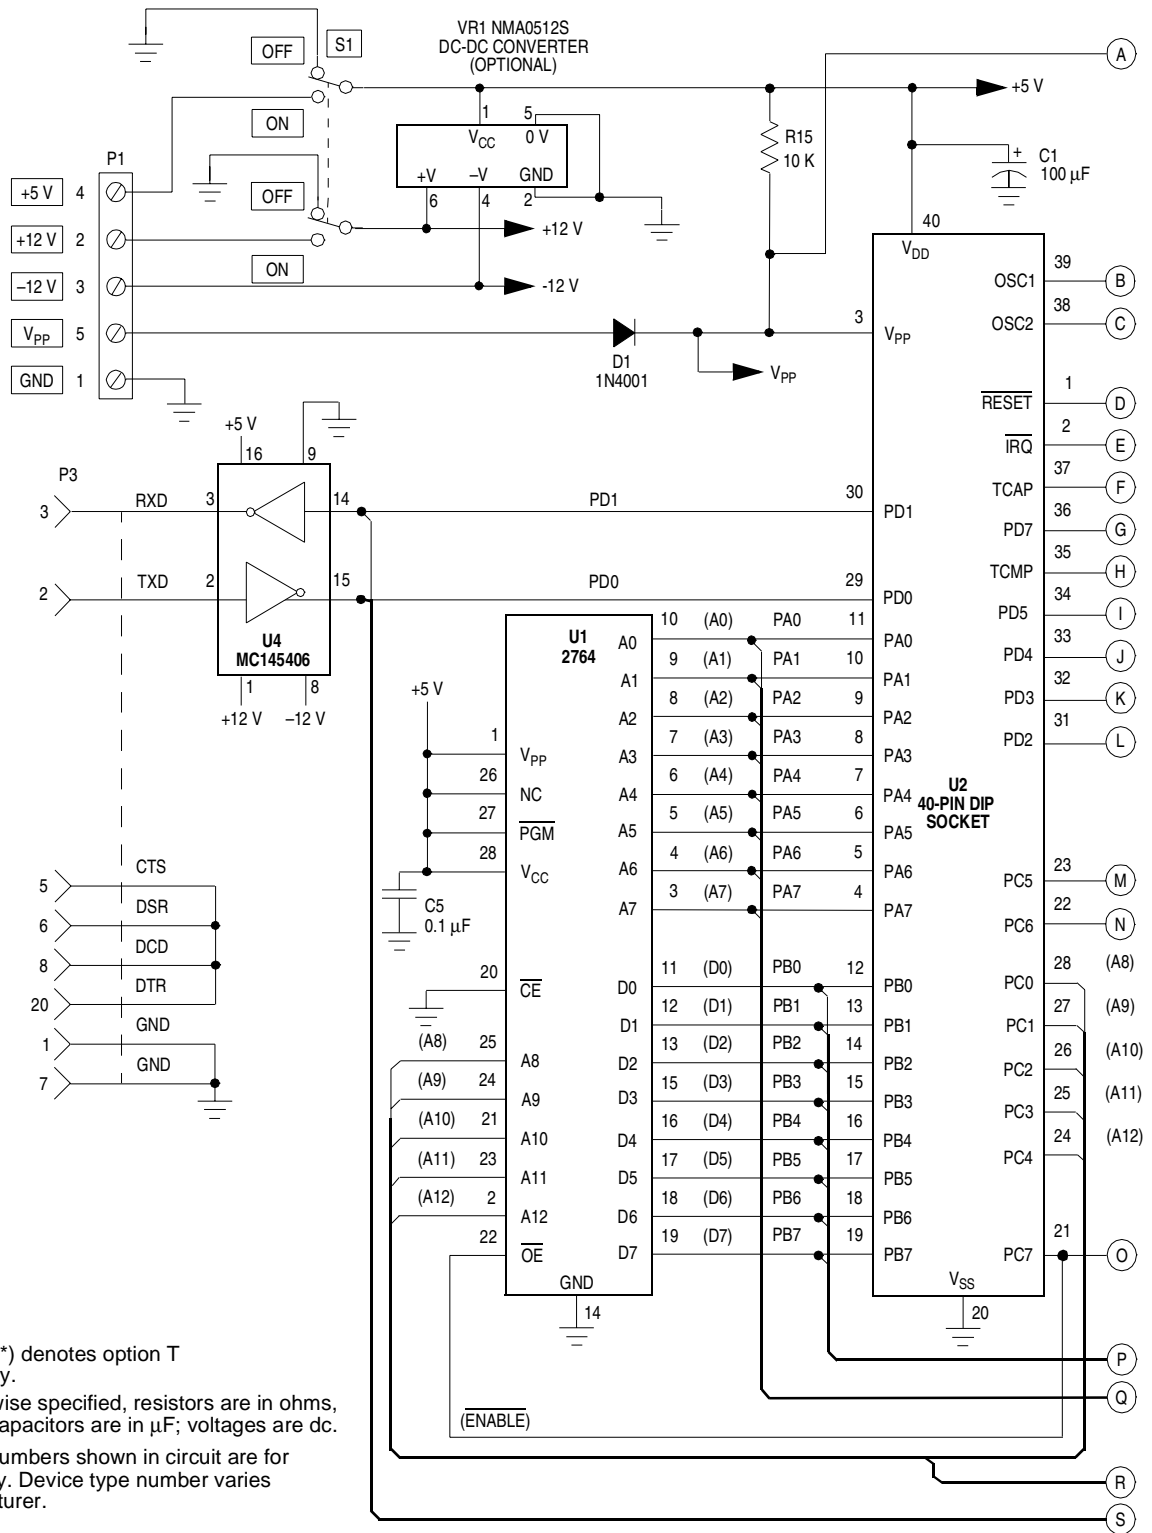 VR1 NMA0512S
DC-DC CONVERTER
(OPTIONAL)
OFF
S1
A
+5 V
ON
1
5
VCC
0 V
R15
10 K
+
C1
100 µF
P1
+V
–V
GND
6
4
2
+5 V 4
OFF
+12 V 2
+12 V
40
VDD
ON
–12 V 3
-12 V
39
OSC1
B
38
OSC2
C
VPP 5
D1
1N4001
3
VPP
VPP
GND 1
1
RESET
D
2
IRQ
E
+5 V
16
9
37
TCAP
F
P3
3
RXD
3
14
PD1
30
PD1
36
PD7
G
35
TCMP
H
2
TXD
2
15
PD0
29
PD0
34
PD5
I
U4
MC145406
1
8
+12 V
–12 V
U1
2764
A0 10 (A0) PA0 11 PA0
A1 9 (A1) PA1 10 PA1
A2 8 (A2) PA2 9 PA2
A3 7 (A3) PA3 8 PA3
A4 6 (A4) PA4 7 PA4
A5 5 (A5) PA5 6 PA5
A6 4 (A6) PA6 5 PA6
A7 3 (A7) PA7 4 PA7
33
PD4
J
32
PD3
K
31
PD2
L
U2
40-PIN DIP
SOCKET
+5 V
1
VPP
26
NC
27
PGM
28
VCC
C5
0.1 µF
23
PC5
M
22
PC6
N
5 CTS
6 DSR
8 DCD
20 DTR
1 GND
7 GND
20
CE
D0 11 (D0) PB0 12 PB0
D1 12 (D1) PB1 13 PB1
D2 13 (D2) PB2 14 PB2
D3 15 (D3) PB3 15 PB3
D4 16 (D4) PB4 16 PB4
D5 17 (D5) PB5 17 PB5
D6 18 (D6) PB6 18 PB6
D7 19 (D7) PB7 19 PB7
PC0 28 (A8)
PC1 27 (A9)
PC2 26 (A10)
PC3 25 (A11)
PC4 24 (A12)
(A8) 25 A8
(A9) 24 A9
(A10) 21 A10
(A11) 23 A11
(A12) 2 A12
22 OE
PC7 21 O
GND
14
VSS
20
P
Q
(ENABLE)
R
S
*) denotes option T
y.
wise specified, resistors are in ohms,
apacitors are in µF; voltages are dc.
umbers shown in circuit are for
y. Device type number varies
turer.